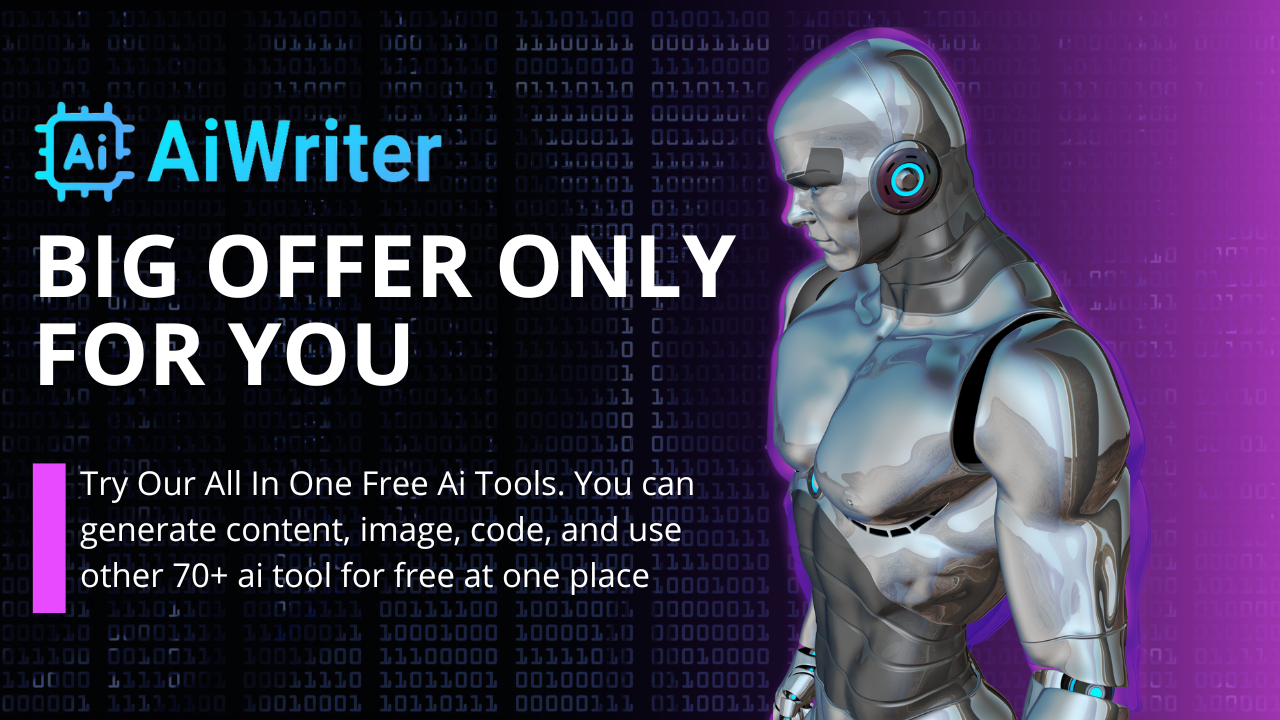 Ai AiWriter
BIG OFFER ONLY
FOR YOU
Try Our All In One Free Ai Tools. You can
generate content, image, code, and use
other 70+ ai tool for free at one place